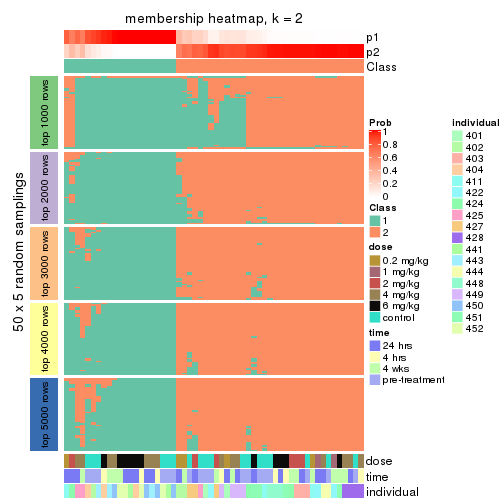 membership heatmap, k = 2
p1
p2
Class
50 x 5 random samplings
top 1000 rows
top 2000 rows
top 3000 rows
top 4000 rows
top 5000 rows
dose
time
individual
Prob
1
0.8
0.6
0.4
0.2
0
Class
1
2
dose
0.2 mg/kg
1 mg/kg
2 mg/kg
4 mg/kg
6 mg/kg
control
time
24 hrs
4 hrs
4 wks
pre-treatment
individual
401
402
403
404
411
422
424
425
427
428
441
443
444
448
449
450
451
452